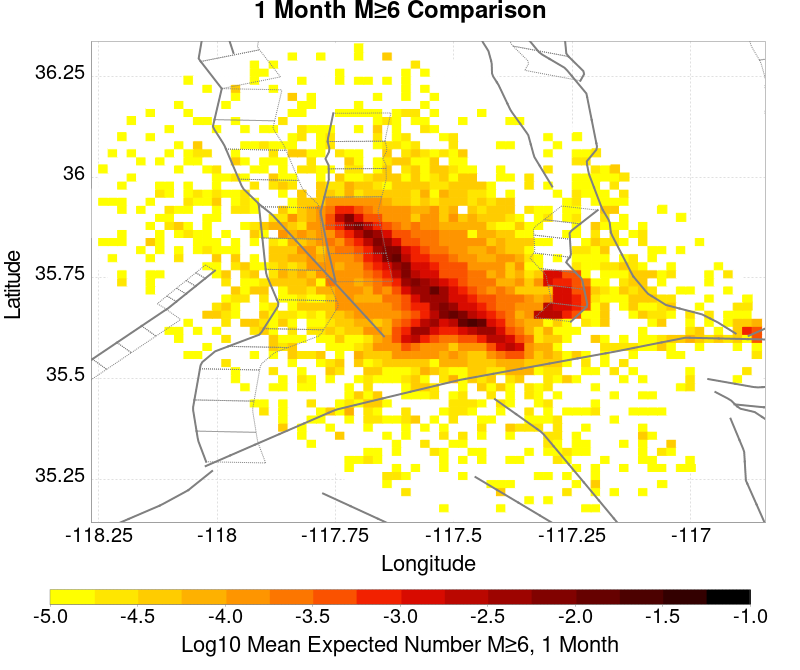 1 Month M≥6 Comparison
36.25
36
35.75
35.5
35.25
Latitude
-118.25 -118 -117.75 -117.5 -117.25 -117
Longitude
-5.0 -4.5 -4.0 -3.5 -3.0 -2.5 -2.0 -1.5 -1.0
Log10 Mean Expected Number M≥6, 1 Month